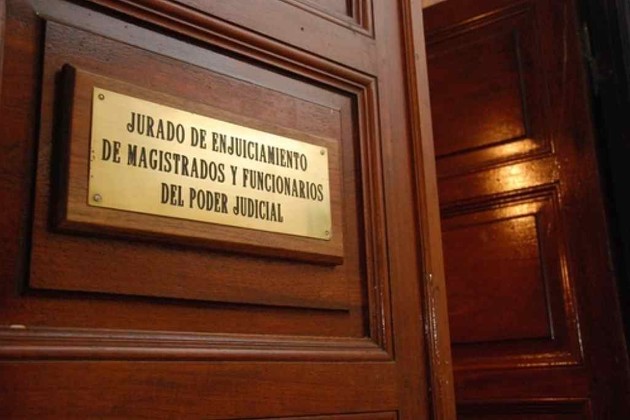 JURADO DE ENJUICIAMIENTO
DE MAGISTRADOS Y FUNCIONARIOS
DEL PODER JUDICIAL